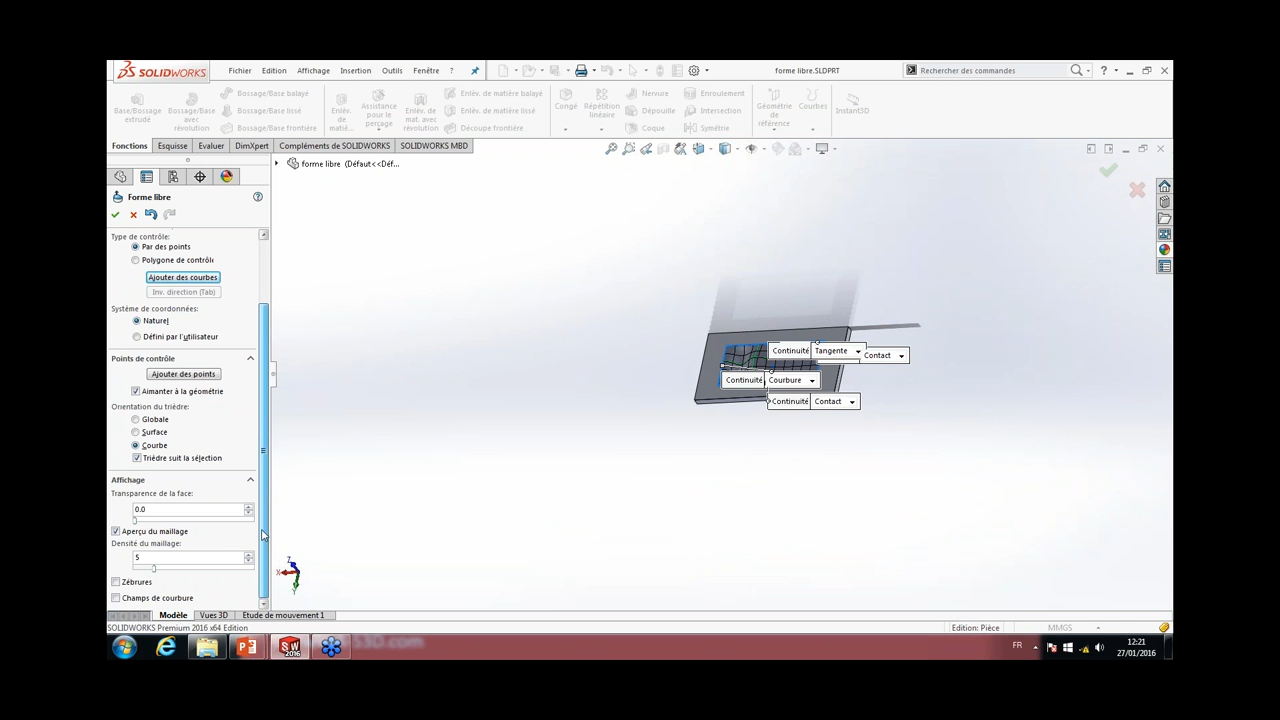 SOLIDWORKS
Fichier Edition Affichage Insertion Outils Fenêtre ?
forme libre.SLDPRT
Rechercher des commandes
?
Base/Bossage extrudé
Bossage/Base avec révolution
Bossage/Base balayé
Bossage/Base lissé
Bossage/Base frontière
Enlèv. de matiè...
Assistance pour le perçage
Enlèv. de mat. avec révolution
Enlèv. de matière balayé
Enlèv. de matière lissé
Découpe frontière
Congé
Répétition linéaire
Nervure
Dépouille
Coque
Enroulement
Intersection
Symétrie
Géométrie de référence
Courbes
Instant3D
Fonctions Esquisse Evaluer DimXpert Compléments de SOLIDWORKS SOLIDWORKS MBD
forme libre (Défaut<<Déf...
Forme libre
?
Type de contrôle:
Par des points
Polygone de contrôle
Ajouter des courbes
Inv. direction (Tab)
Système de coordonnées:
Naturel
Défini par l'utilisateur
Points de contrôle
Ajouter des points
Aimanter à la géométrie
Orientation du trièdre:
Globale
Surface
Courbe
Trièdre suit la sélection
Affichage
Transparence de la face:
0.0
Aperçu du maillage
Densité du maillage:
5
Zébrures
Champs de courbure
Continuité Tangente
Contact
Continuité Courbure
Continuité Contact
Z
X
Y
Modèle Vues 3D Etude de mouvement 1
SOLIDWORKS Premium 2016 x64 Edition
Edition: Pièce
MMGS
SW
2016
3D.com
FR
12:21
27/01/2016